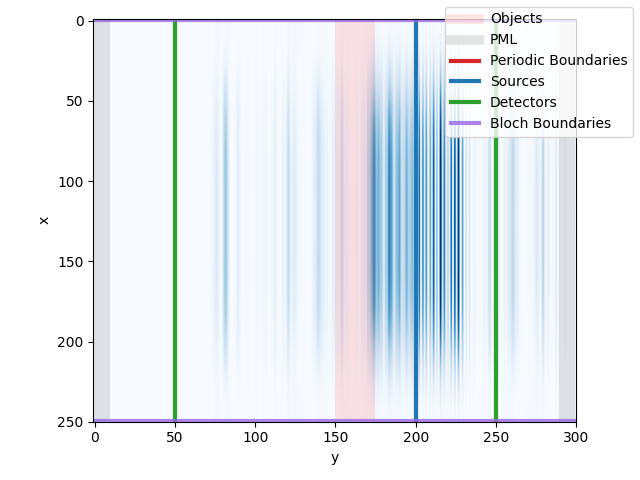 Objects
PML
Periodic Boundaries
Sources
Detectors
Bloch Boundaries
0
50
100
150
200
250
x
0 50 100 150 200 250 300
y